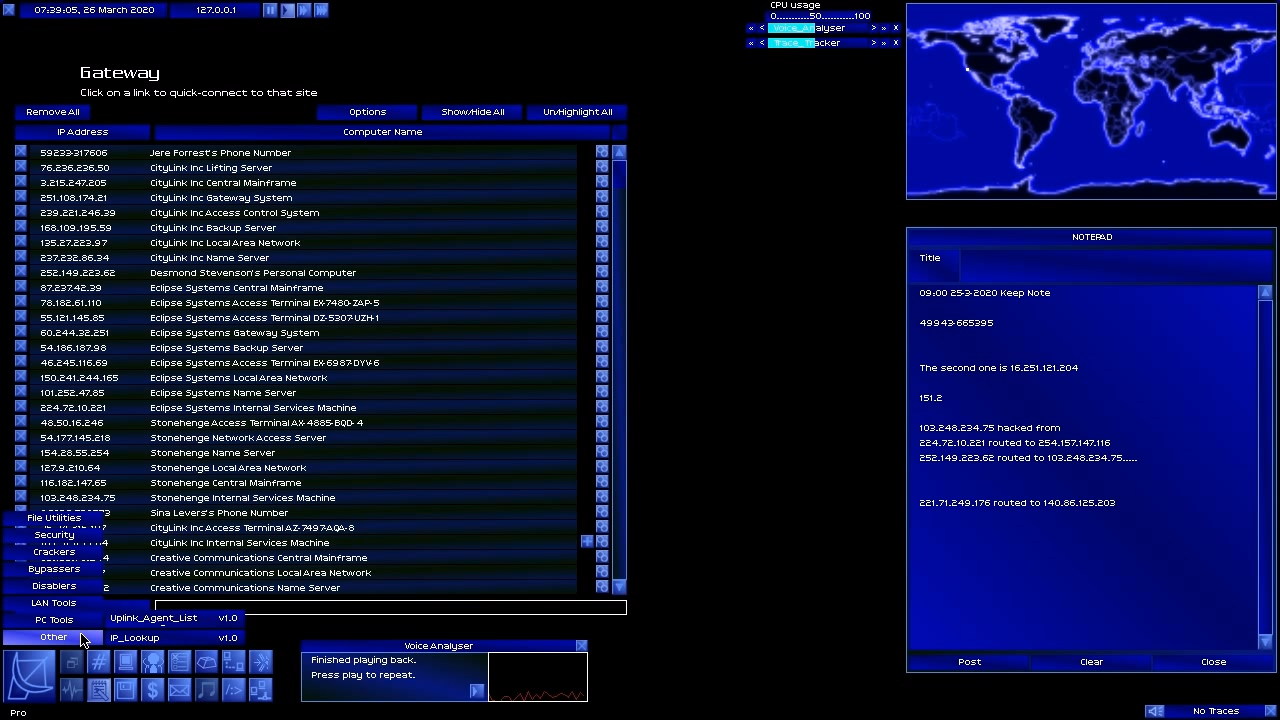 07:39:05, 26 March 2020
127.0.0.1
CPU usage
0..........50..........100
« < Voice_Analyser > » x
« < Trace_Tracker > » x
Gateway
Click on a link to quick-connect to that site
Remove All
Options
Show/Hide All
Un/Highlight All
IP Address
Computer Name
59233-317606 Jere Forrest's Phone Number
76.236.236.50 CityLink Inc Lifting Server
3.215.247.205 CityLink Inc Central Mainframe
251.108.174.21 CityLink Inc Gateway System
239.221.246.39 CityLink Inc Access Control System
168.109.195.59 CityLink Inc Backup Server
135.27.223.97 CityLink Inc Local Area Network
237.238.86.34 CityLink Inc Name Server
252.149.223.62 Desmond Stevenson's Personal Computer
87.237.42.39 Eclipse Systems Central Mainframe
78.182.61.110 Eclipse Systems Access Terminal EX-7480-ZAP-5
55.121.145.85 Eclipse Systems Access Terminal DZ-5307-UZH-1
60.244.32.251 Eclipse Systems Gateway System
54.186.187.98 Eclipse Systems Backup Server
46.245.116.69 Eclipse Systems Access Terminal EX-6987-DYV-6
150.241.244.165 Eclipse Systems Local Area Network
101.252.47.85 Eclipse Systems Name Server
224.72.10.221 Eclipse Systems Internal Services Machine
Stonehenge Access Terminal
54.177.145.218 Stonehenge Network Access Server
154.138.55.254 Stonehenge Name Server
127.9.210.64 Stonehenge Local Area Network
116.182.147.65 Stonehenge Central Mainframe
103.248.234.75 Stonehenge Internal Services Machine
Sina Levers's Phone Number
CityLink Inc Access Terminal AZ-7497-AQA-8
CityLink Inc Internal Services Machine
Creative Communications Central Mainframe
Creative Communications Local Area Network
Creative Communications Name Server
File Utilities
Security
Crackers
Bypassers
Disablers
LAN Tools
PC Tools
Other
Uplink_Agent_List v1.0
IP_Lookup v1.0
Voice Analyser
Finished playing back.
Press play to repeat.
Pro
NOTEPAD
Title
09:00 25-3-2020 Keep Note
49943-665395
The second one is 16.251.121.204
151.2
103.248.234.75 hacked from
224.72.10.221 routed to 254.157.147.116
252.149.223.62 routed to 103.248.234.75.....
221.71.249.176 routed to 140.86.125.203
Post
Clear
Close
No Traces